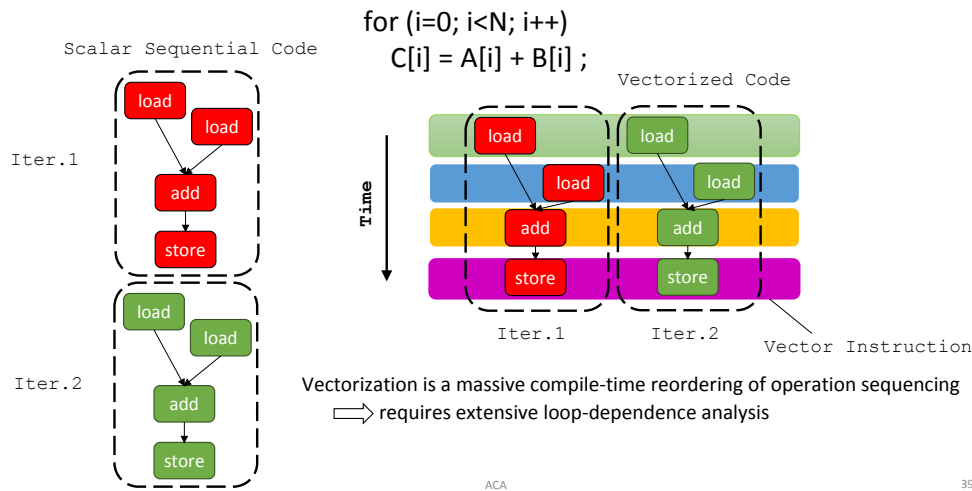 for (i=0; i<N; i++)
C[i] = A[i] + B[i] ;
Scalar Sequential Code
load
load
Iter.1
add
store
load
load
Iter.2
add
store
Vectorized Code
Time
load
load
load
load
add
add
store
store
Iter.1
Iter.2
Vector Instruction
Vectorization is a massive compile-time reordering of operation sequencing
requires extensive loop-dependence analysis
ACA
39